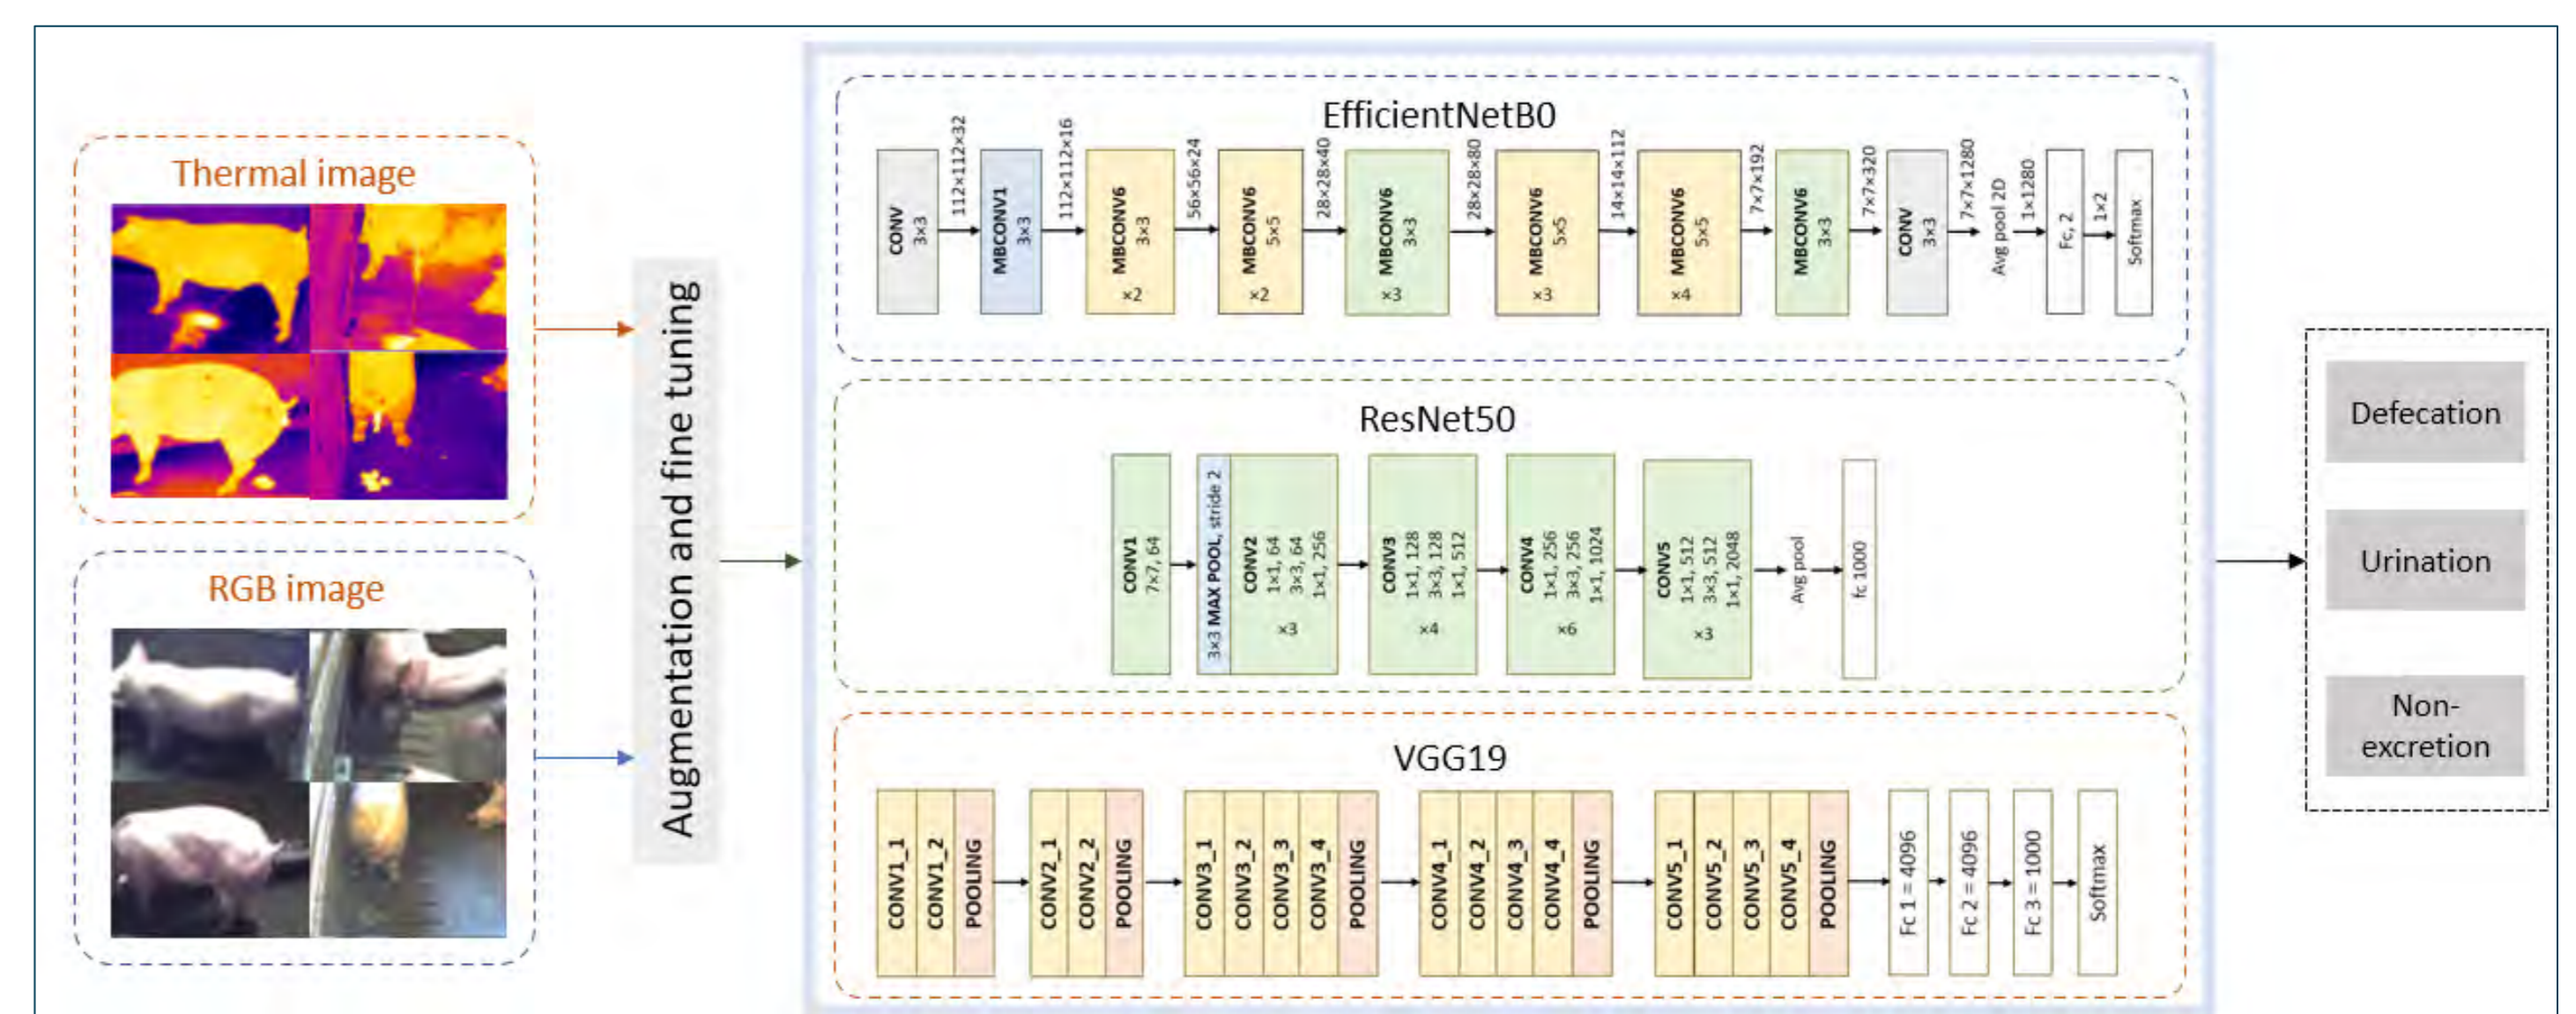 Thermal image
RGB image
Augmentation and fine tuning
EfficientNetB0
CONV
3×3
112×112×32
MBCONV1
3×3
112×112×16
MBCONV6
3×3
×2
56×56×24
MBCONV6
5×5
×2
28×28×40
MBCONV6
3×3
×3
28×28×80
MBCONV6
5×5
×3
14×14×112
MBCONV6
5×5
×4
7×7×192
MBCONV6
3×3
7×7×320
CONV
3×3
7×7×1280
Avg pool 2D
1×1280
Fc, 2
1×2
Softmax
ResNet50
CONV1
7×7, 64
3×3 MAX POOL, stride 2
CONV2
1×1, 64
3×3, 64
1×1, 256
×3
CONV3
1×1, 128
3×3, 128
1×1, 512
×4
CONV4
1×1, 256
3×3, 256
1×1, 1024
×6
CONV5
1×1, 512
3×3, 512
1×1, 2048
×3
Avg pool
fc 1000
VGG19
CONV1_1
CONV1_2
POOLING
CONV2_1
CONV2_2
POOLING
CONV3_1
CONV3_2
CONV3_3
CONV3_4
POOLING
CONV4_1
CONV4_2
CONV4_3
CONV4_4
POOLING
CONV5_1
CONV5_2
CONV5_3
CONV5_4
POOLING
Fc 1 = 4096
Fc 2 = 4096
Fc 3 = 1000
Softmax
Defecation
Urination
Non-
excretion